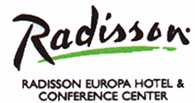 Radisson
RADISSON EUROPA HOTEL &
CONFERENCE CENTER